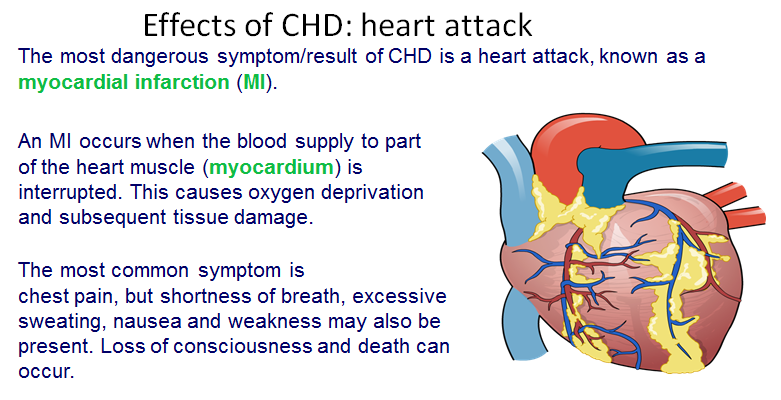 Effects of CHD: heart attack
The most dangerous symptom/result of CHD is a heart attack, known as a
myocardial infarction (MI).
An MI occurs when the blood supply to part
of the heart muscle (myocardium) is
interrupted. This causes oxygen deprivation
and subsequent tissue damage.
The most common symptom is
chest pain, but shortness of breath, excessive
sweating, nausea and weakness may also be
present. Loss of consciousness and death can
occur.